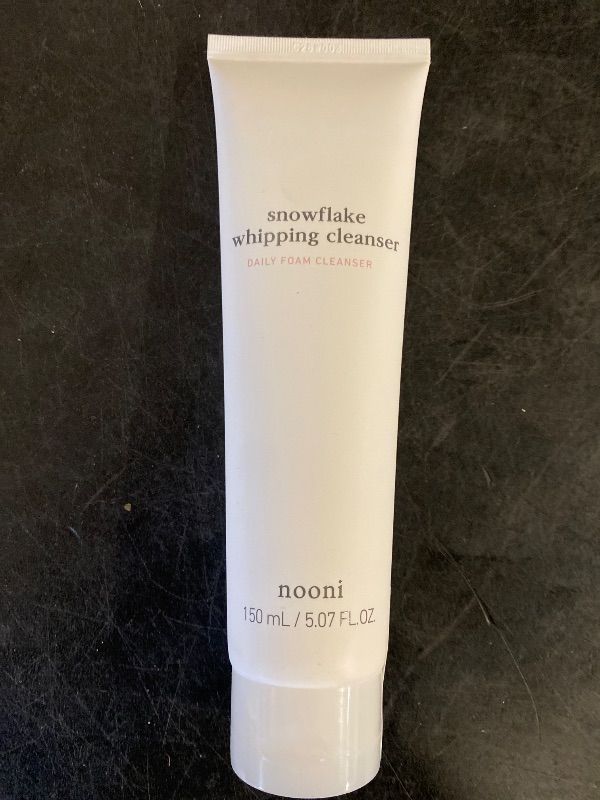 snowflake
whipping cleanser
DAILY FOAM CLEANSER
nooni
150 mL / 5.07 FL.OZ.